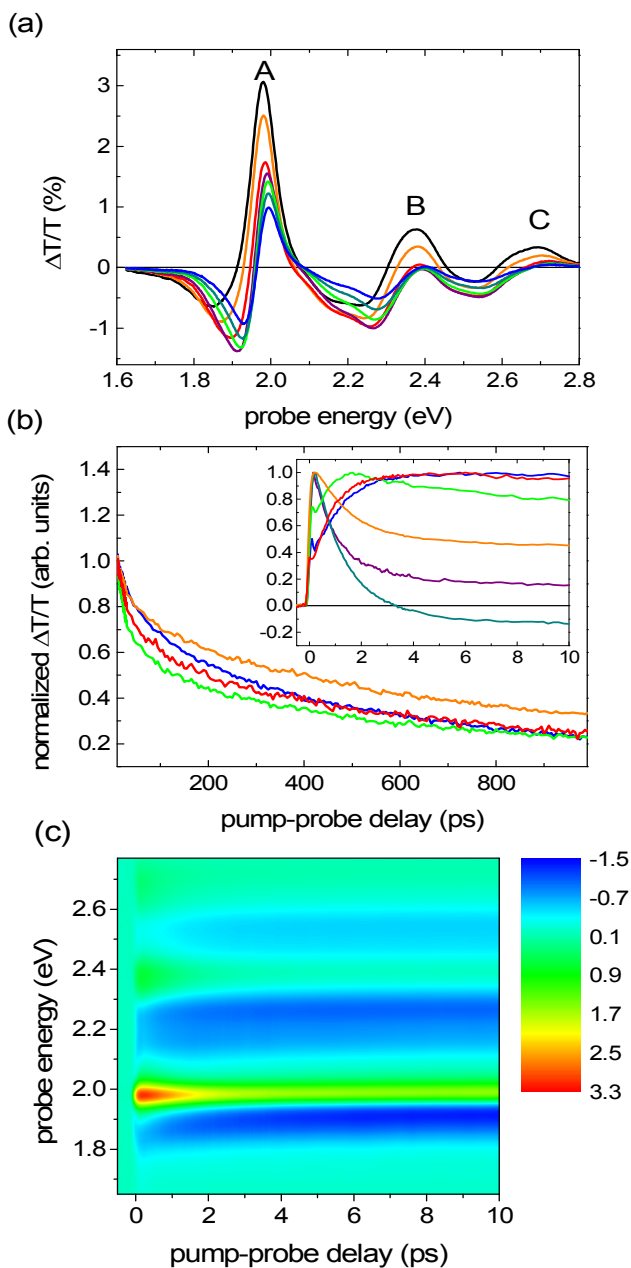 (a)
A
B
C
3
2
1
0
-1
ΔT/T (%)
1.6 1.8 2.0 2.2 2.4 2.6 2.8
probe energy (eV)
(b)
1.4
1.2
1.0
0.8
0.6
0.4
0.2
normalized ΔT/T (arb. units)
1.0
0.8
0.6
0.4
0.2
0.0
-0.2
0 2 4 6 8 10
200 400 600 800
pump-probe delay (ps)
(c)
2.6
2.4
2.2
2.0
1.8
probe energy (eV)
0 2 4 6 8 10
pump-probe delay (ps)
-1.5
-0.7
0.1
0.9
1.7
2.5
3.3